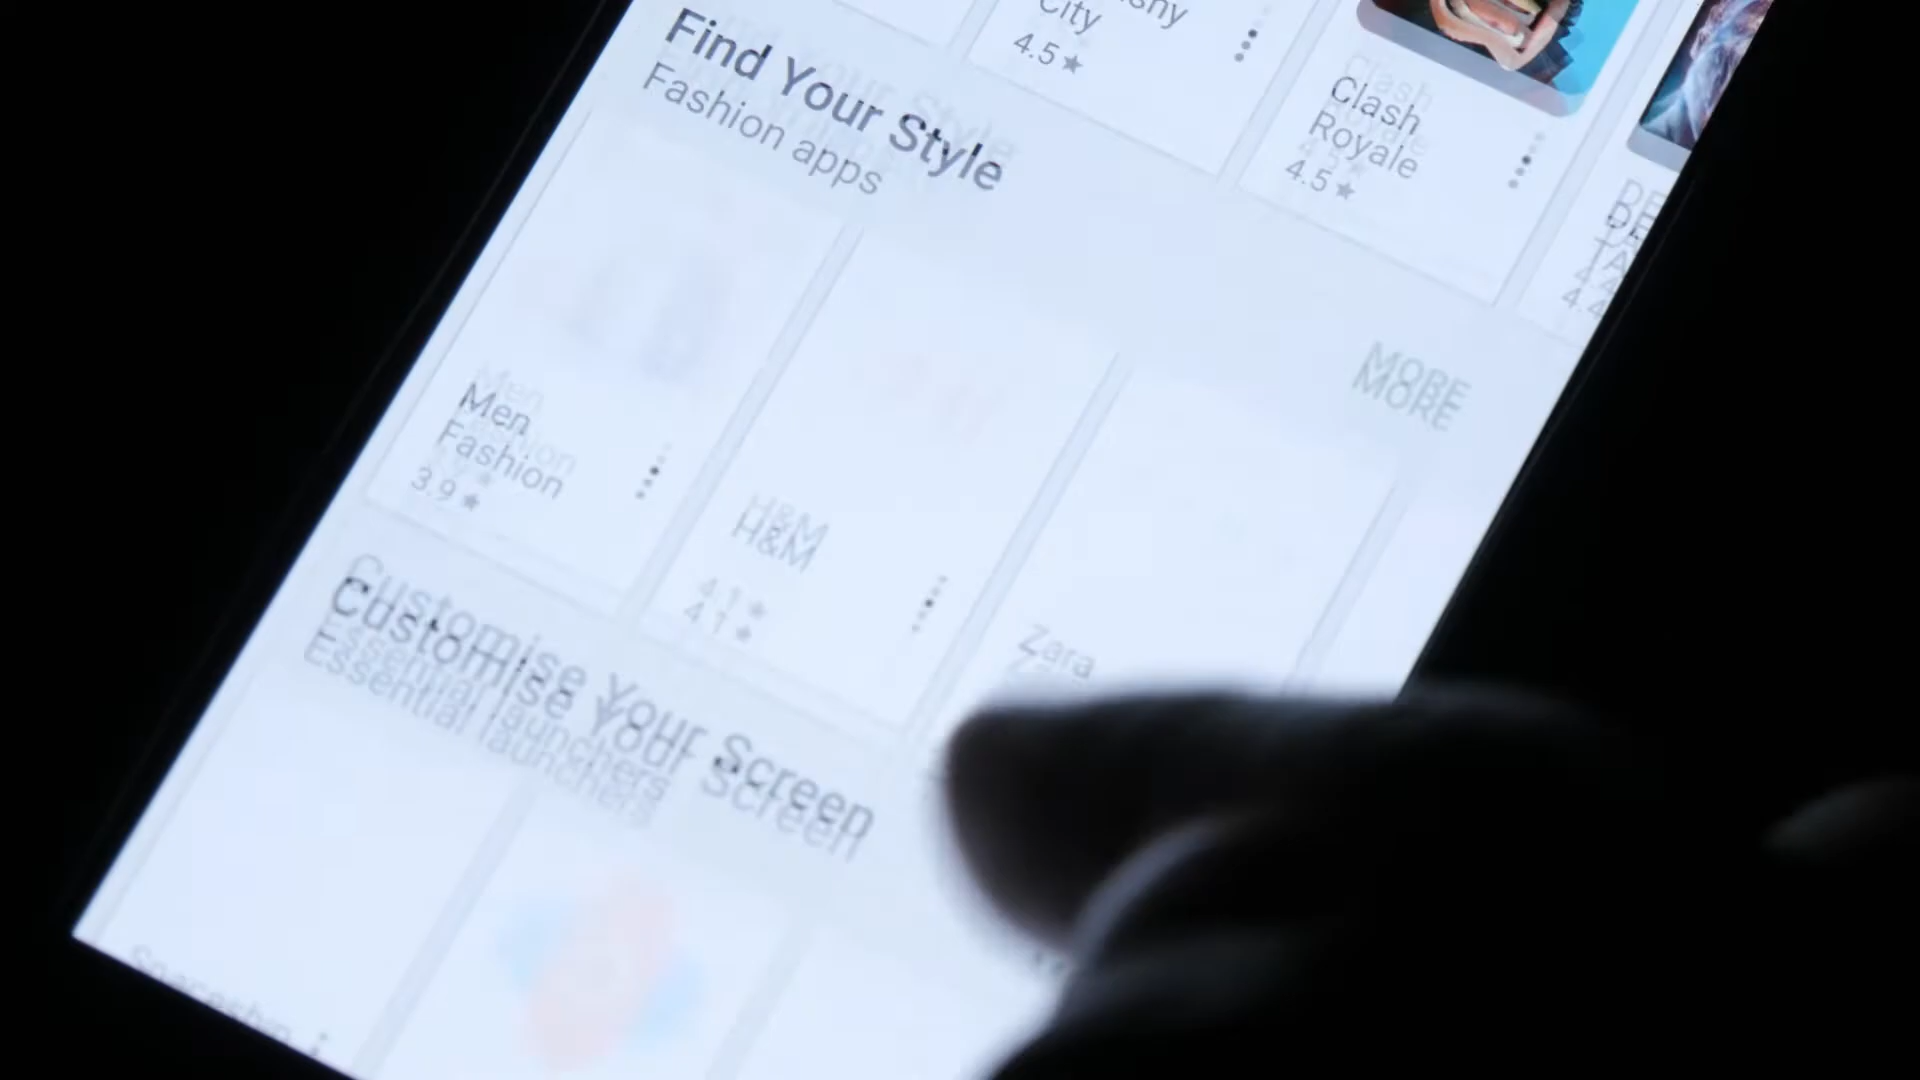 City
4.5★
Clash
Royale
4.5★
Find Your Style
Fashion apps
MORE
Men
Fashion
3.9★
H&M
4.1★
Zara
Customise Your Screen
Essential launchers